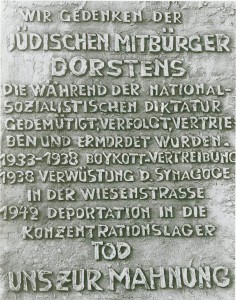 WIR GEDENKEN DER
JÜDISCHEN MITBÜRGER
DORSTENS
DIE WÄHREND DER NATIONAL-
SOZIALISTISCHEN DIKTATUR
GEDEMÜTIGT, VERFOLGT, VERTRIE
BEN UND ERMORDET WURDEN.
1933-1938 BOYKOTT-VERTREIBUNG
1938 VERWÜSTUNG D. SYNAGOGE
IN DER WIESENSTRASSE
1942 DEPORTATION IN DIE
KONZENTRATIONSLAGER
TOD
UNS ZUR MAHNUNG